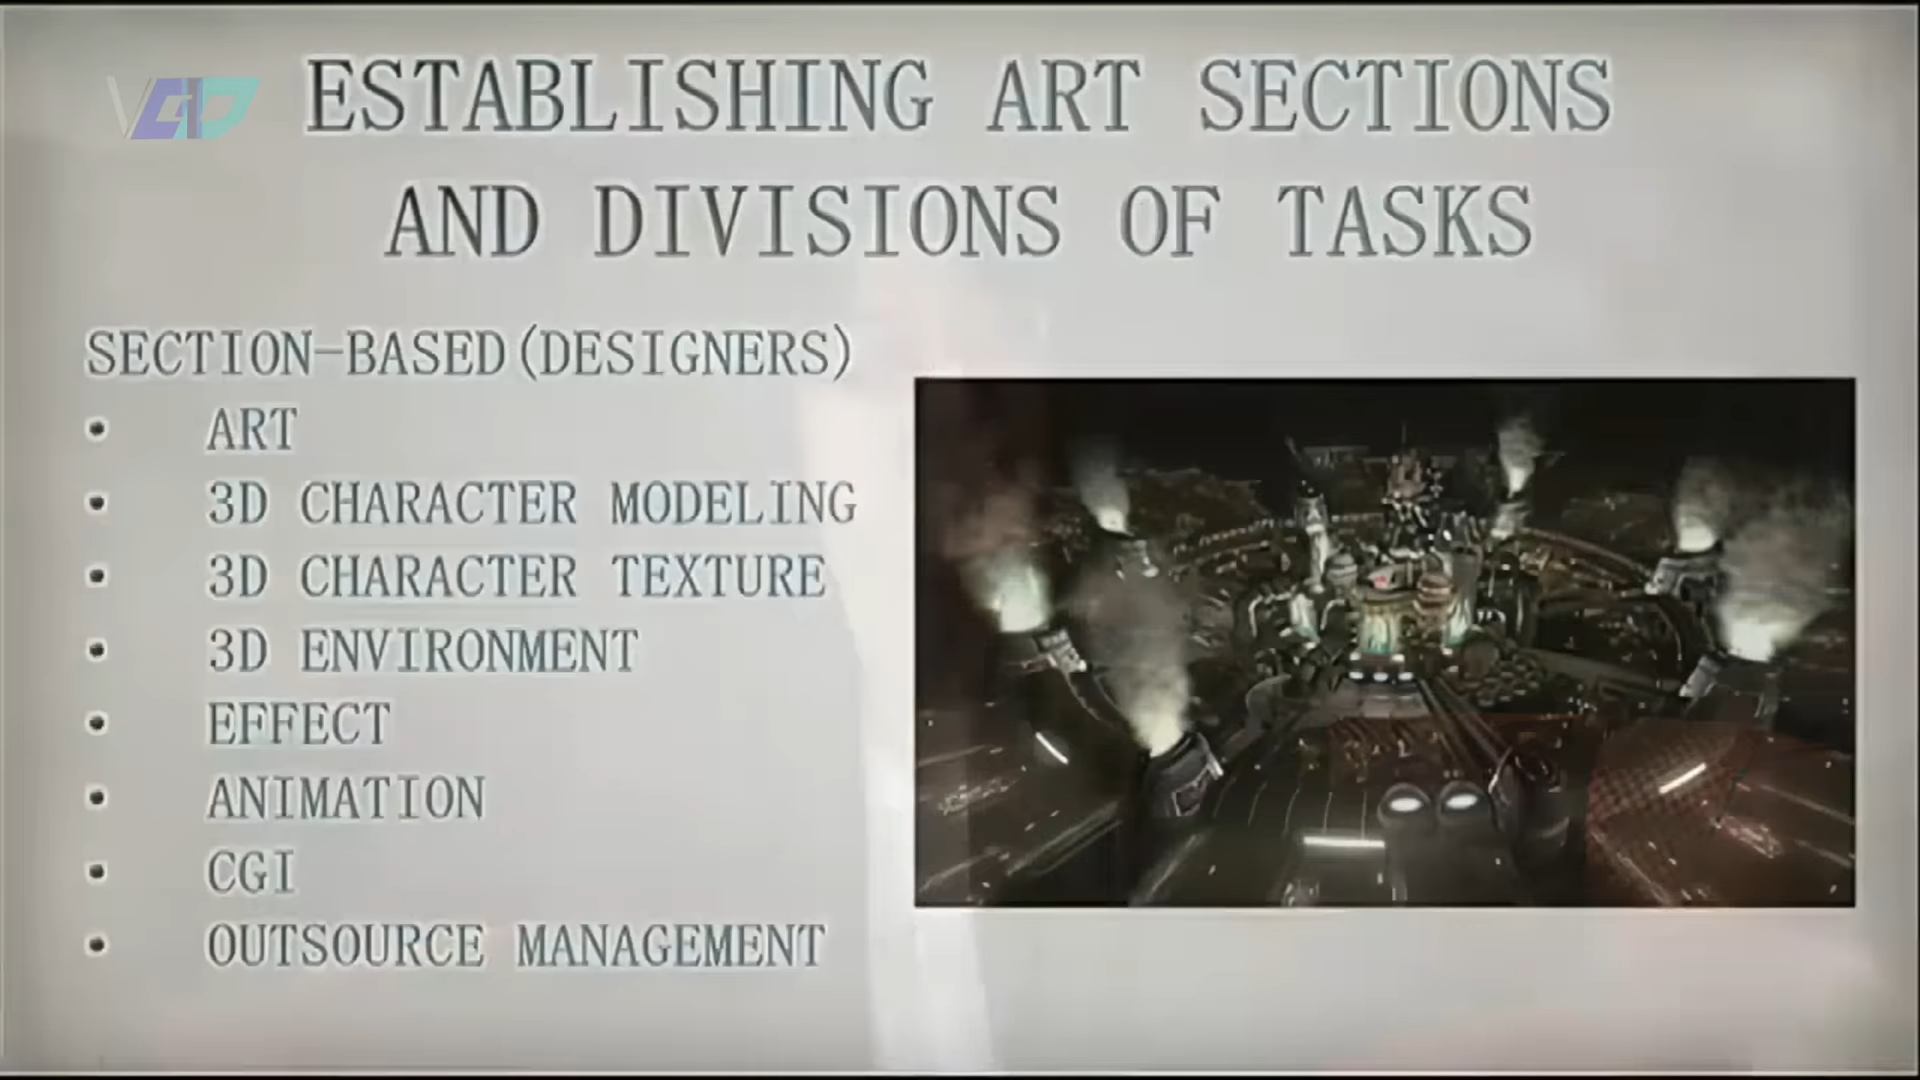 VGD
ESTABLISHING ART SECTIONS
AND DIVISIONS OF TASKS
SECTION-BASED(DESIGNERS)
• ART
• 3D CHARACTER MODELING
• 3D CHARACTER TEXTURE
• 3D ENVIRONMENT
• EFFECT
• ANIMATION
• CGI
• OUTSOURCE MANAGEMENT